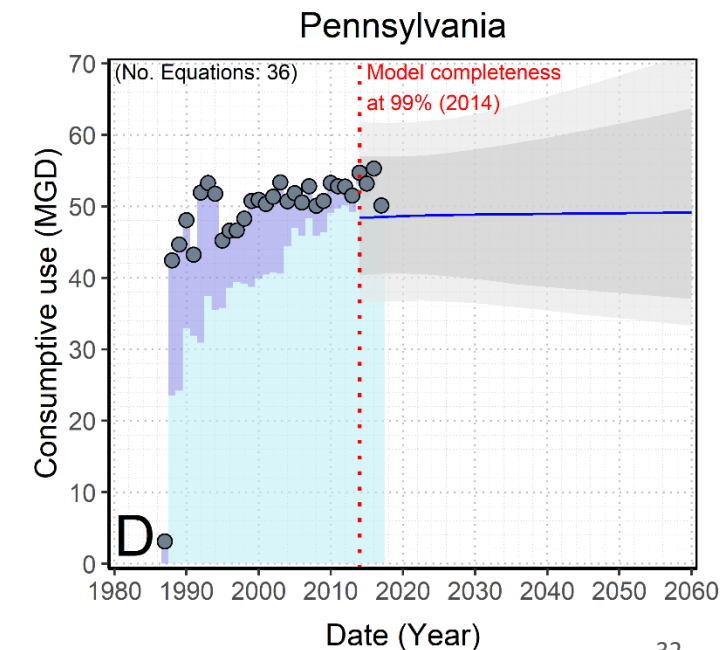 Pennsylvania
(No. Equations: 36)
Model completeness
at 99% (2014)
Consumptive use (MGD)
70
60
50
40
30
20
10
0
D
1980 1990 2000 2010 2020 2030 2040 2050 2060
Date (Year)